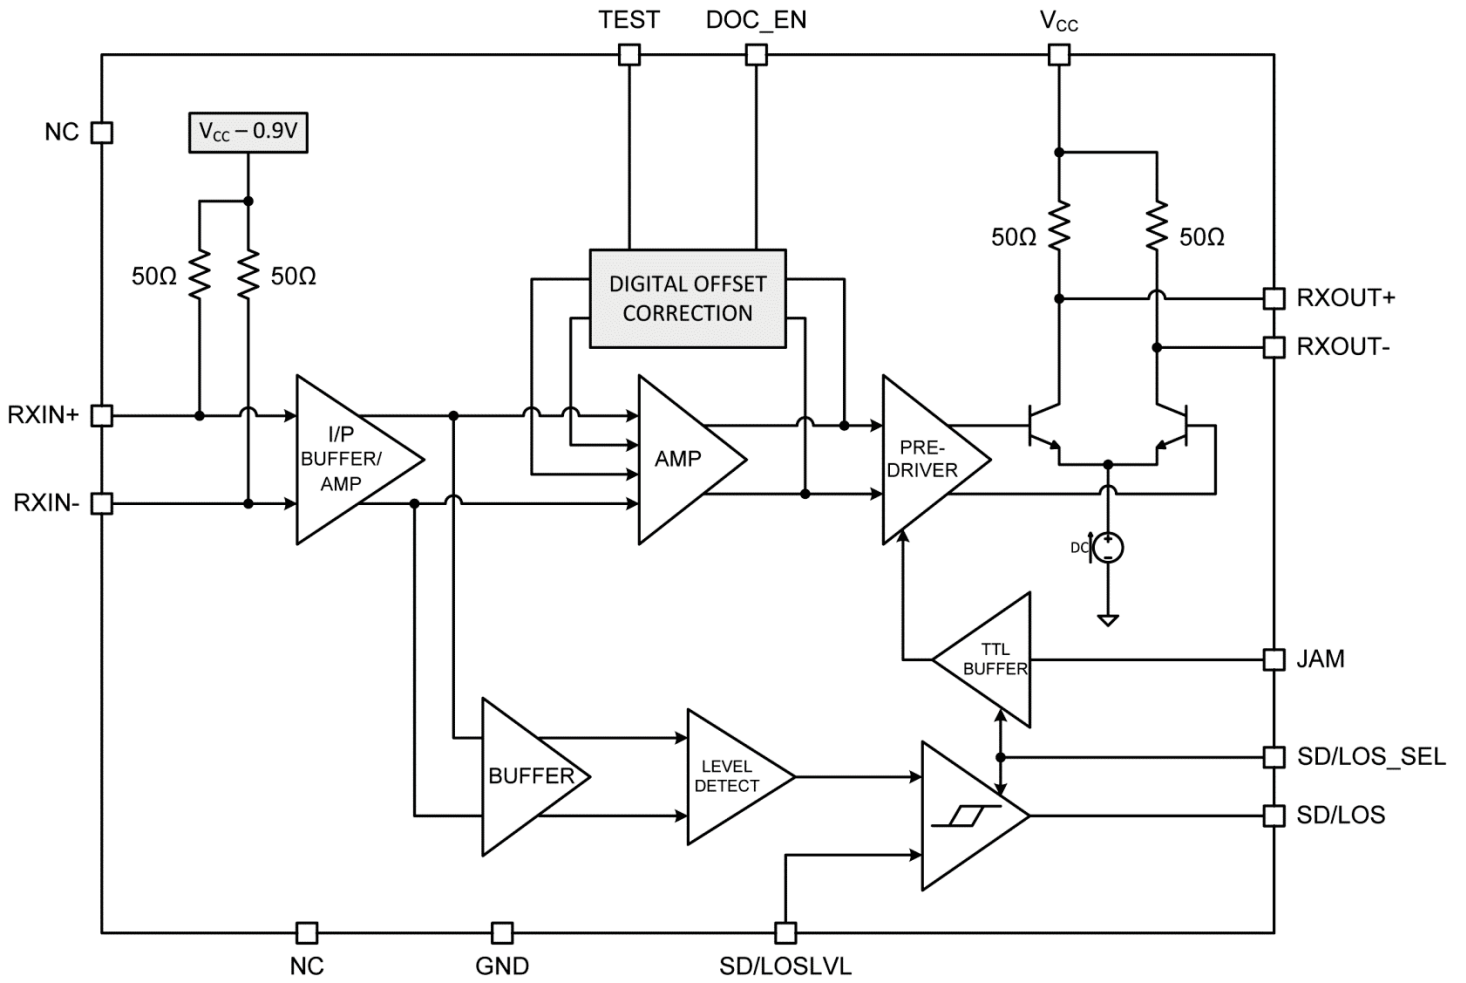 TEST
DOC_EN
VCC
NC
VCC – 0.9V
50Ω
50Ω
50Ω
50Ω
DIGITAL OFFSET
CORRECTION
RXOUT+
RXOUT-
RXIN+
RXIN-
I/P
BUFFER/
AMP
AMP
PRE-
DRIVER
DC
+
–
TTL
BUFFER
JAM
BUFFER
LEVEL
DETECT
SD/LOS_SEL
SD/LOS
NC
GND
SD/LOSLVL